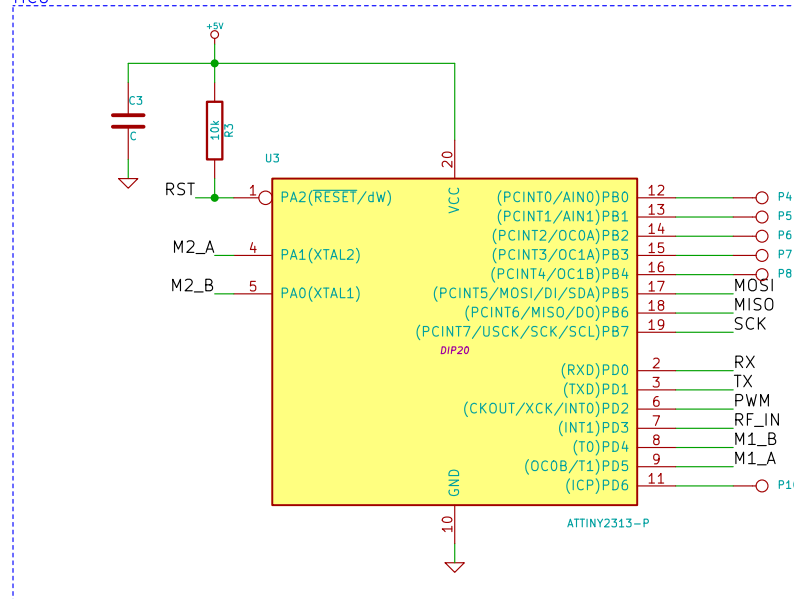 +5V
C3
C
10k
R3
U3
RST
1
PA2(RESET/dW)
20
VCC
(PCINT0/AIN0)PB0
12
P4
(PCINT1/AIN1)PB1
13
P5
(PCINT2/OC0A)PB2
14
P6
M2_A
4
PA1(XTAL2)
(PCINT3/OC1A)PB3
15
P7
(PCINT4/OC1B)PB4
16
P8
M2_B
5
PA0(XTAL1)
(PCINT5/MOSI/DI/SDA)PB5
17
MOSI
(PCINT6/MISO/DO)PB6
18
MISO
(PCINT7/USCK/SCK/SCL)PB7
19
SCK
DIP20
(RXD)PD0
2
RX
(TXD)PD1
3
TX
(CKOUT/XCK/INT0)PD2
6
PWM
(INT1)PD3
7
RF_IN
(T0)PD4
8
M1_B
(OC0B/T1)PD5
9
M1_A
(ICP)PD6
11
GND
10
ATTINY2313-P